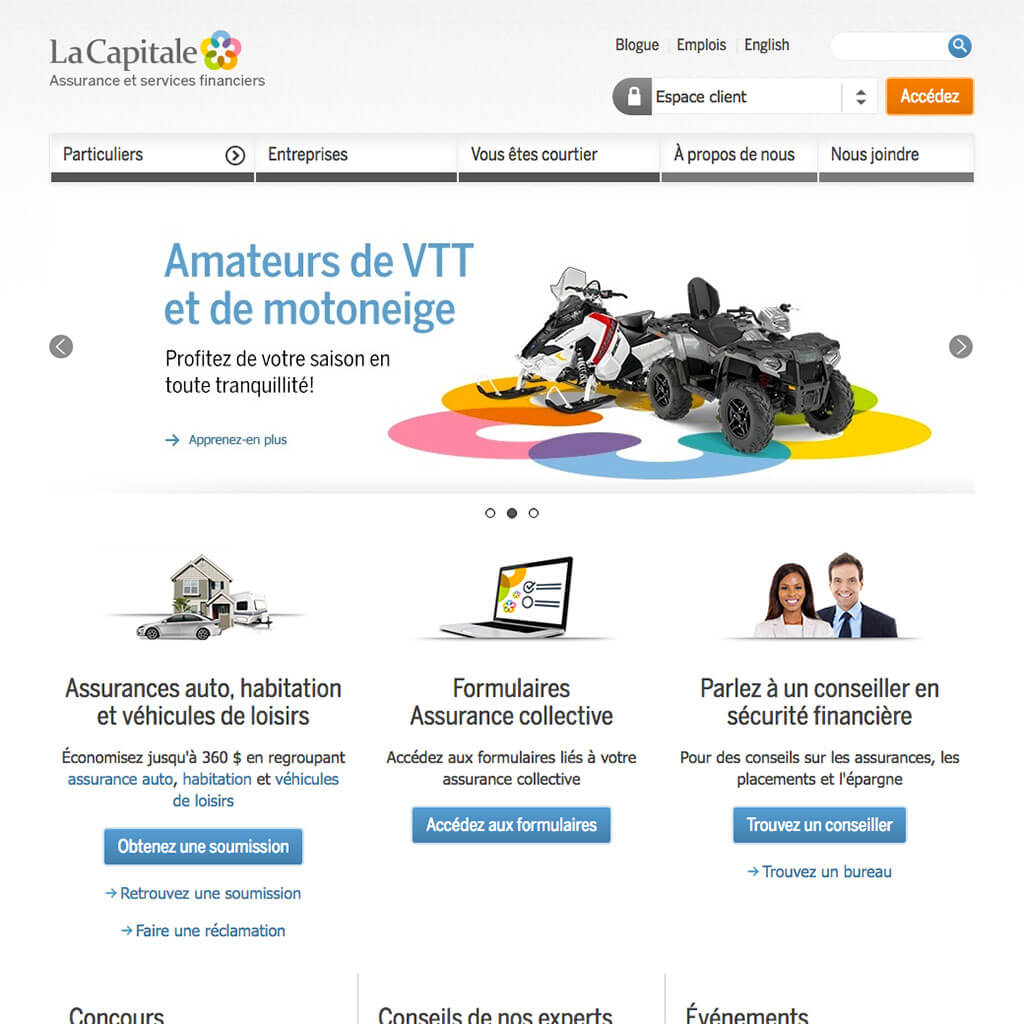 La Capitale
Assurance et services financiers
Blogue
Emplois
English
Espace client
Accédez
Particuliers
Entreprises
Vous êtes courtier
À propos de nous
Nous joindre
Amateurs de VTT
et de motoneige
Profitez de votre saison en
toute tranquillité!
Apprenez-en plus
Assurances auto, habitation
et véhicules de loisirs
Économisez jusqu'à 360 $ en regroupant
assurance auto, habitation et véhicules
de loisirs
Obtenez une soumission
Retrouvez une soumission
Faire une réclamation
Formulaires
Assurance collective
Accédez aux formulaires liés à votre
assurance collective
Accédez aux formulaires
Parlez à un conseiller en
sécurité financière
Pour des conseils sur les assurances, les
placements et l'épargne
Trouvez un conseiller
Trouvez un bureau
Concours
Conseils de nos experts
Événements